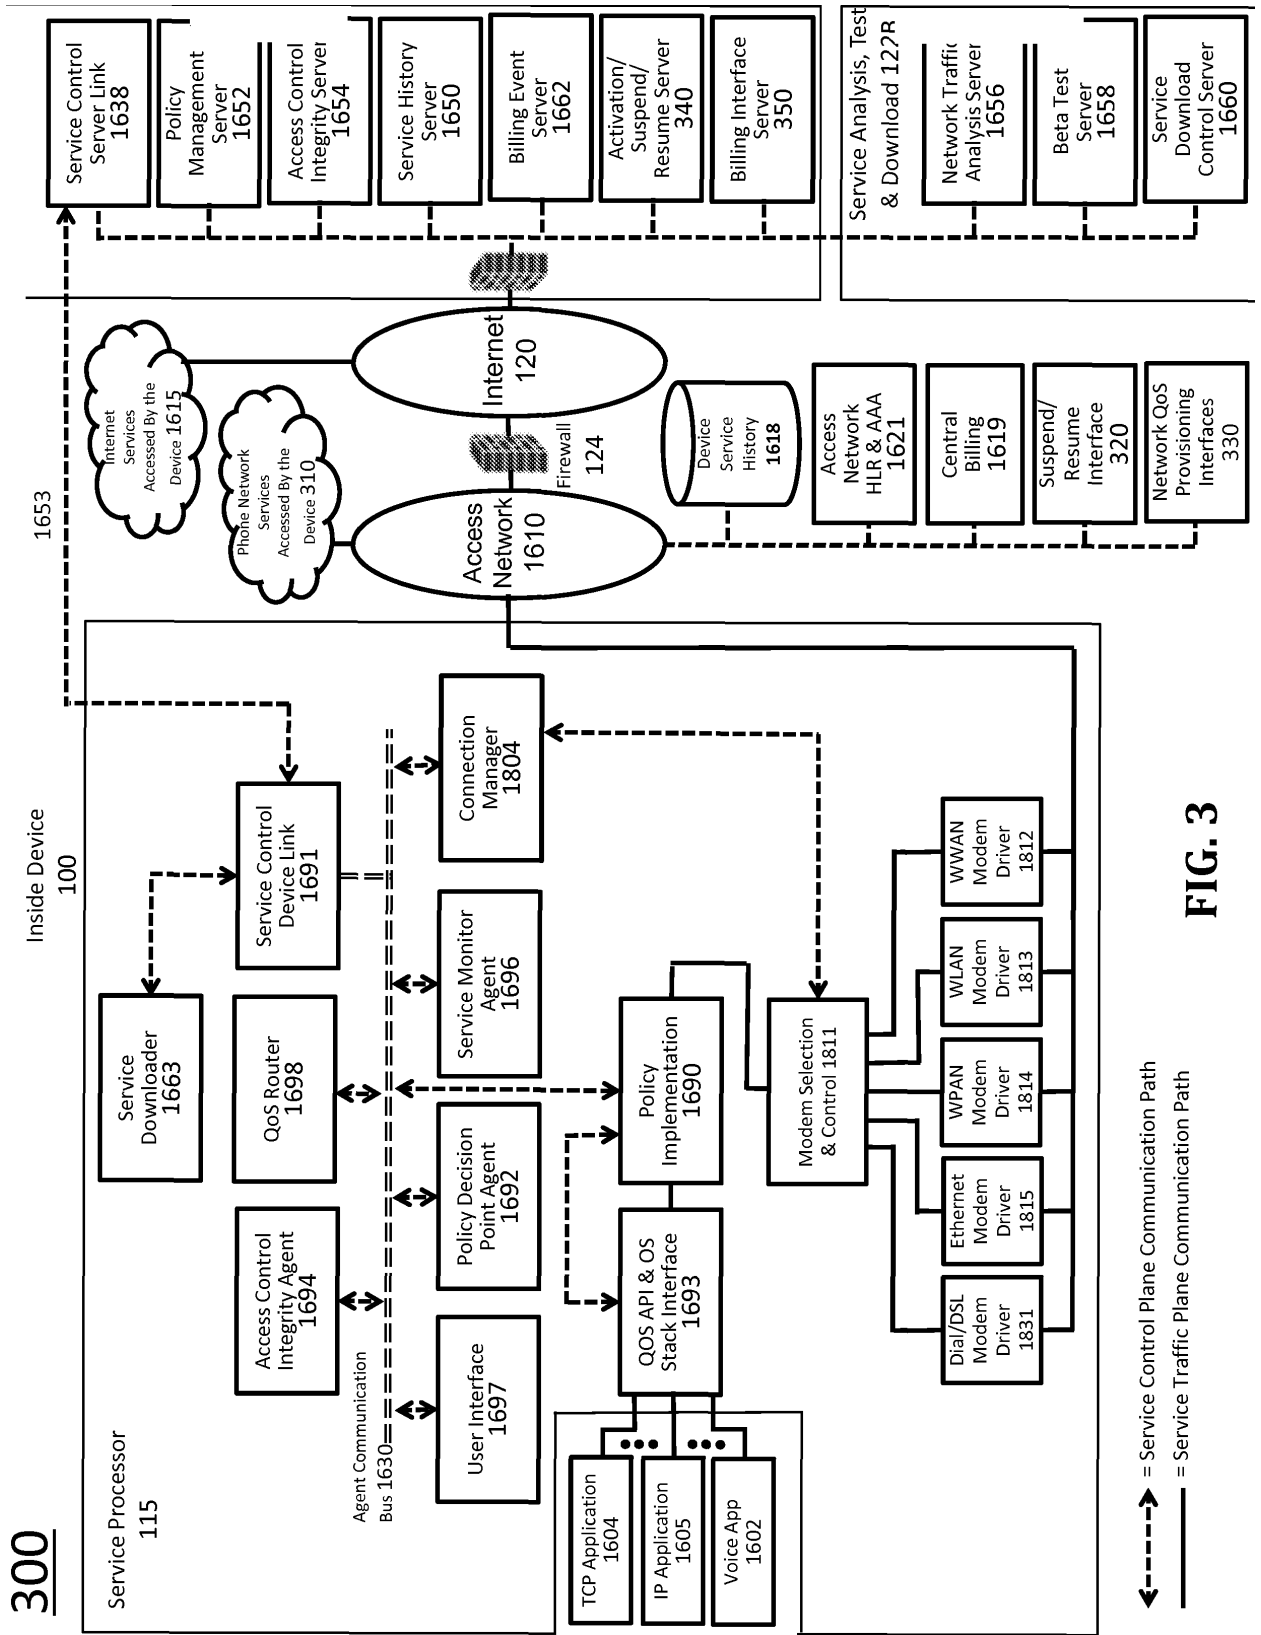 300
Service Processor
115
Inside Device
100
1653
Service
Downloader
1663
Access Control
Integrity Agent
1694
QoS Router
1698
Service Control
Device Link
1691
Agent Communication
Bus 1630
User Interface
1697
Policy Decision
Point Agent
1692
Service Monitor
Agent
1696
Connection
Manager
1804
TCP Application
1604
IP Application
1605
Voice App
1602
QOS API & OS
Stack Interface
1693
Policy
Implementation
1690
Modem Selection
& Control 1811
Dial/DSL
Modem
Driver
1831
Ethernet
Modem
Driver
1815
WPAN
Modem
Driver
1814
WLAN
Modem
Driver
1813
WWAN
Modem
Driver
1812
Internet
Services
Accessed By the
Device 1615
Phone Network
Services
Accessed By the
Device 310
Access
Network
1610
Firewall
124
Internet
120
Device
Service
History
1618
Access
Network
HLR & AAA
1621
Central
Billing
1619
Suspend/
Resume
Interface
320
Network QoS
Provisioning
Interfaces
330
Service Control
Server Link
1638
Policy
Management
Server
1652
Access Control
Integrity Server
1654
Service History
Server
1650
Billing Event
Server
1662
Activation/
Suspend/
Resume Server
340
Billing Interface
Server
350
Service Analysis, Test
& Download 122B
Network Traffic
Analysis Server
1656
Beta Test
Server
1658
Service
Download
Control Server
1660
= Service Control Plane Communication Path
= Service Traffic Plane Communication Path
FIG. 3